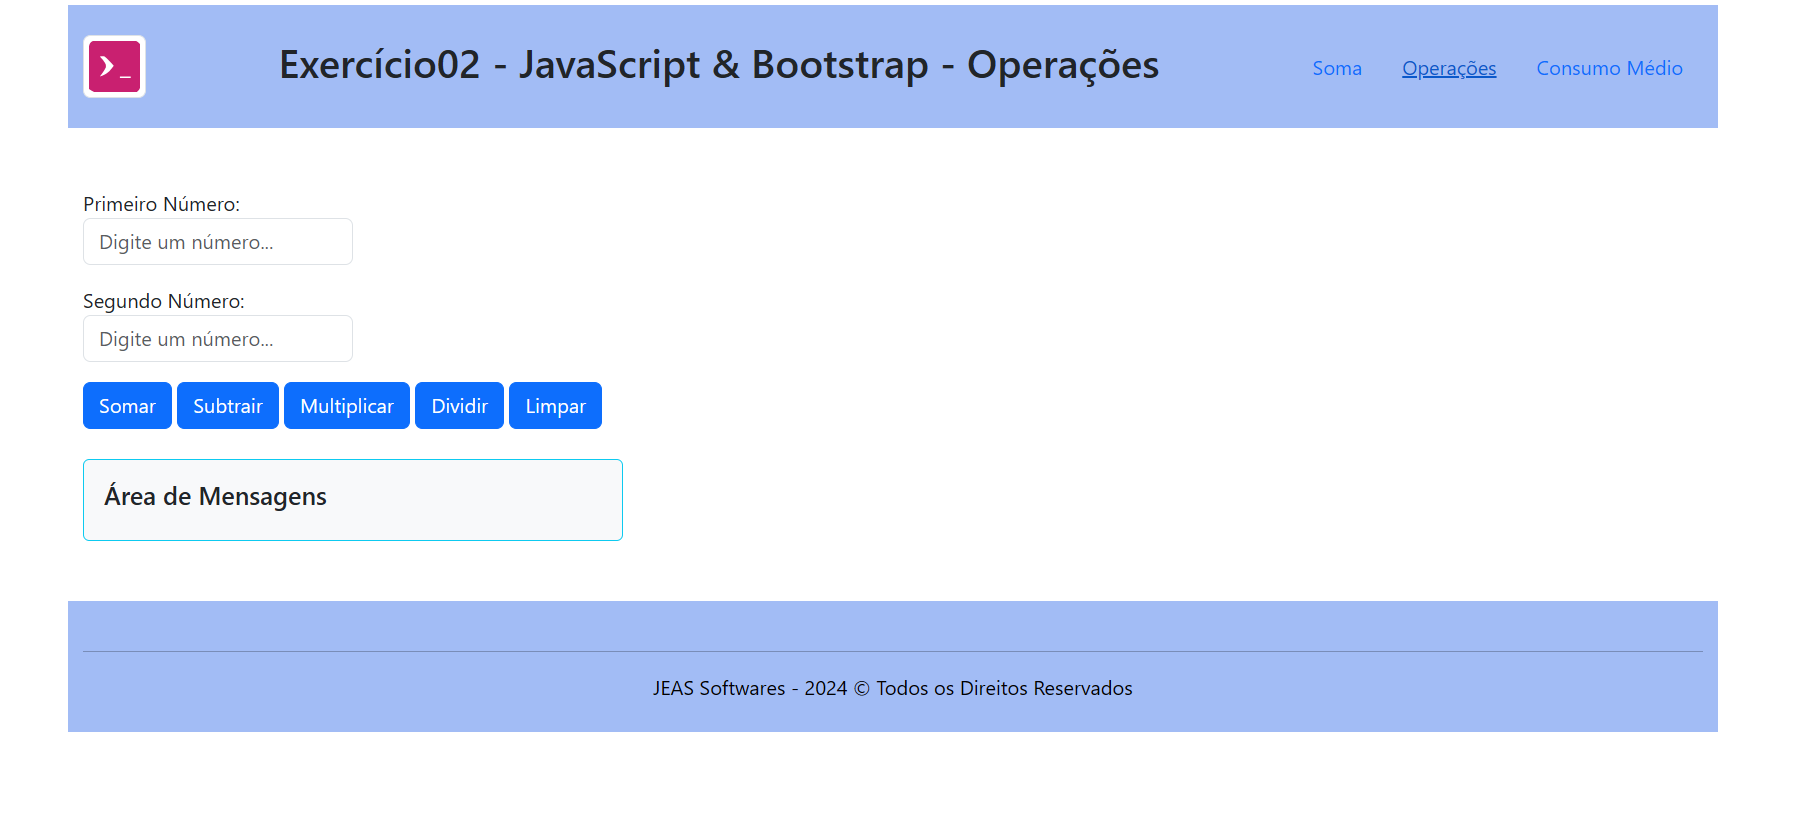 Exercício02 - JavaScript & Bootstrap - Operações
Soma Operações Consumo Médio
Primeiro Número:
Digite um número...
Segundo Número:
Digite um número...
Somar Subtrair Multiplicar Dividir Limpar
Área de Mensagens
JEAS Softwares - 2024 © Todos os Direitos Reservados